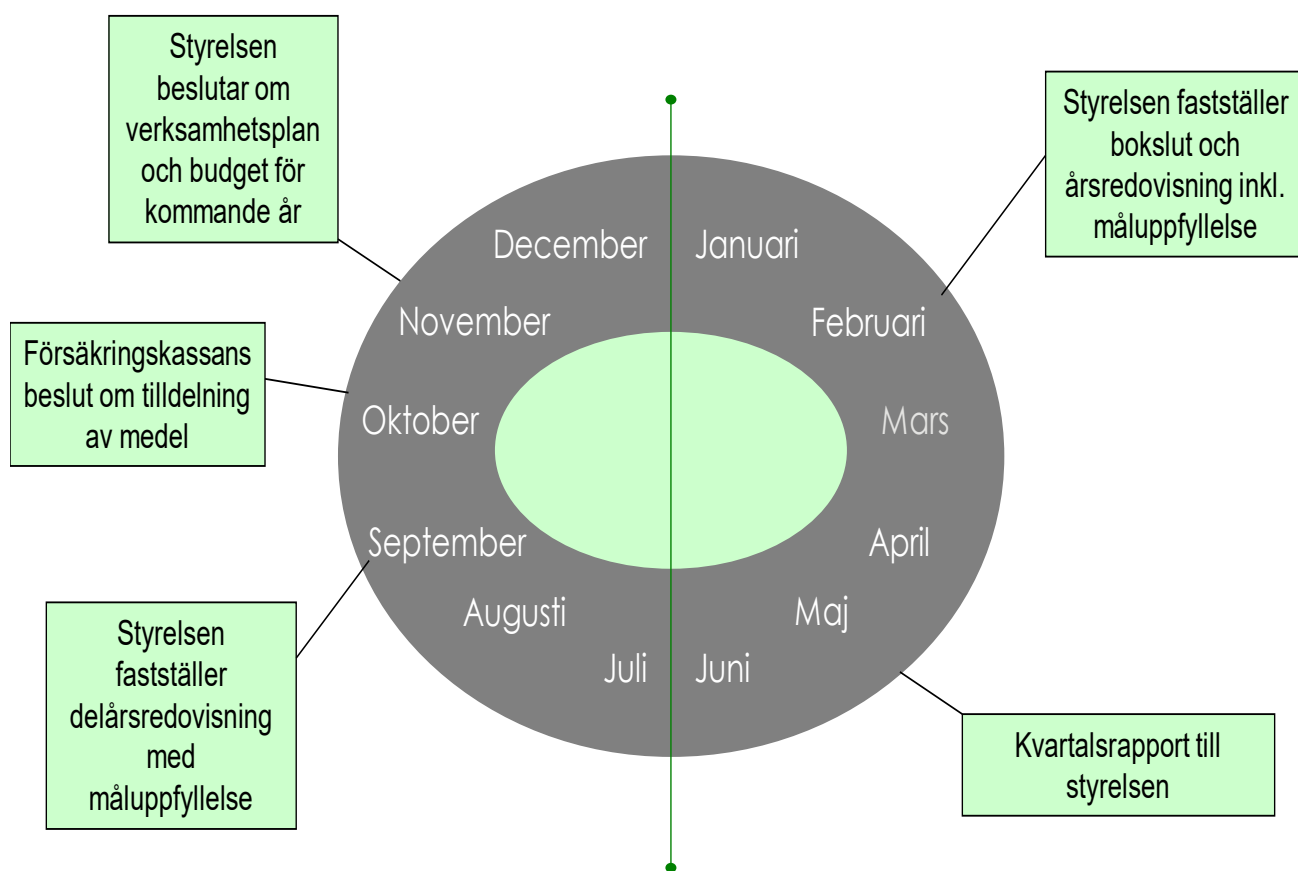 Styrelsen
beslutar om
verksamhetsplan
och budget för
kommande år
Styrelsen fastställer
bokslut och
årsredovisning inkl.
måluppfyllelse
December
Januari
November
Februari
Försäkringskassans
beslut om tilldelning
av medel
Oktober
Mars
September
April
Augusti
Maj
Juli
Juni
Styrelsen
fastställer
delårsredovisning
med
måluppfyllelse
Kvartalsrapport till
styrelsen